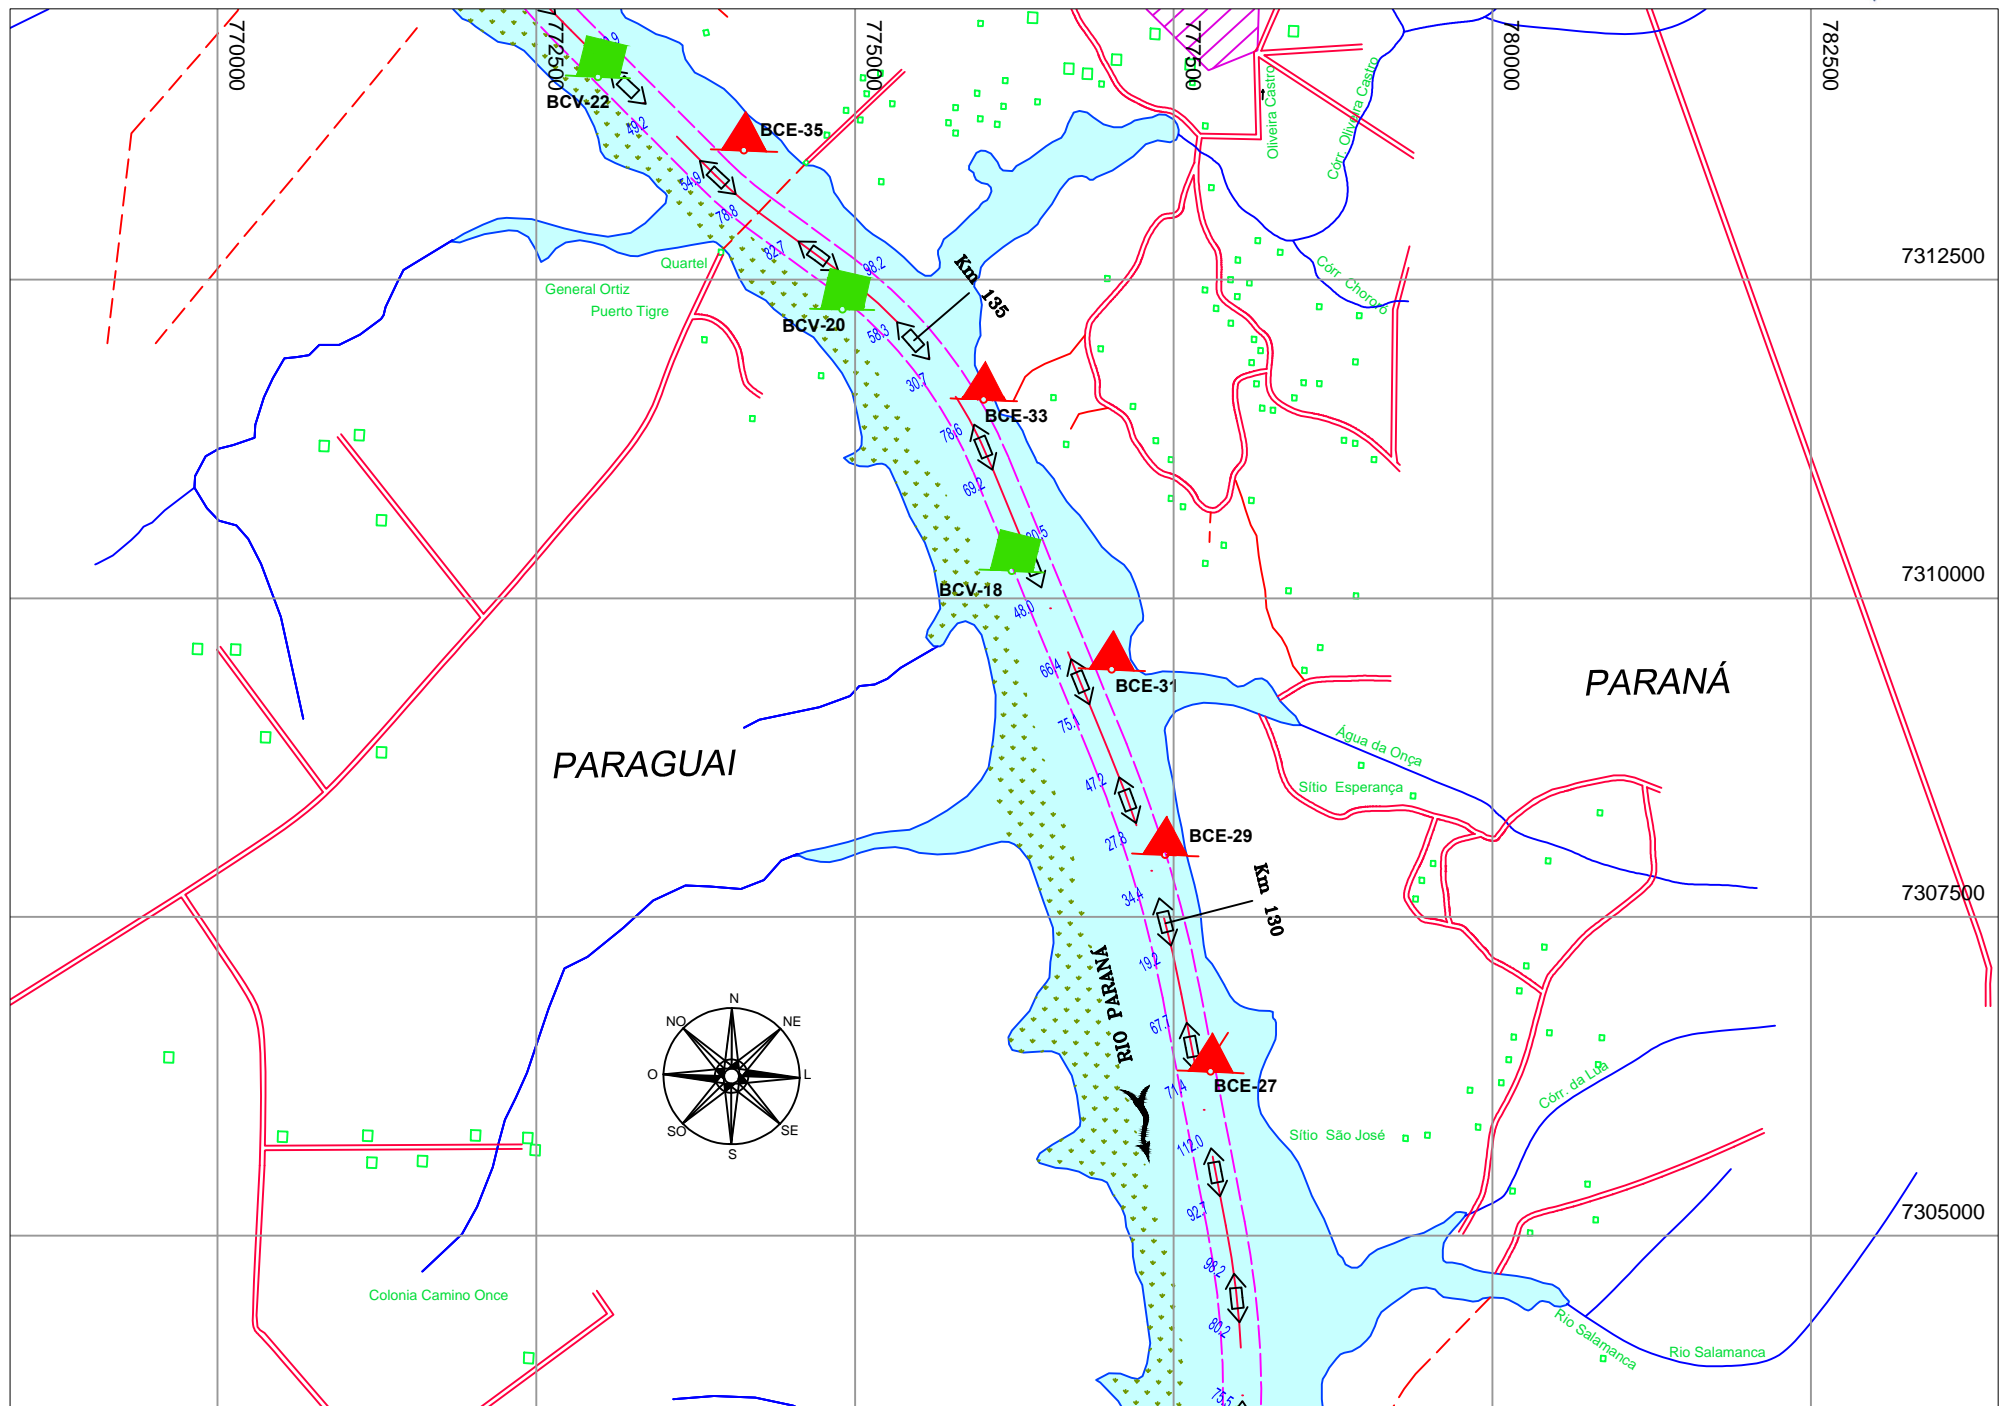 770000
772500
775000
777500
780000
782500
BCV-22
49.2
BCE-35
54.9
78.8
82.7
98.2
Oliveira Castro
Córr. Oliveira Castro
Quartel
General Ortiz
Puerto Tigre
BCV-20
58.3
Km 135
Córr. Chororó
7312500
30.7
BCE-33
78.6
69.2
BCV-18
48.0
7310000
66.4
BCE-31
75.1
PARANÁ
PARAGUAI
Água da Onça
Sítio Esperança
47.2
27.8
BCE-29
34.4
Km 130
7307500
19.2
RIO PARANÁ
67.7
BCE-27
71.4
N
NE
L
SE
S
SO
O
NO
Córr. da Lua
Sítio São José
112.0
92.1
7305000
98.2
80.2
Colonia Camino Once
Rio Salamanca
Rio Salamanca
75.5